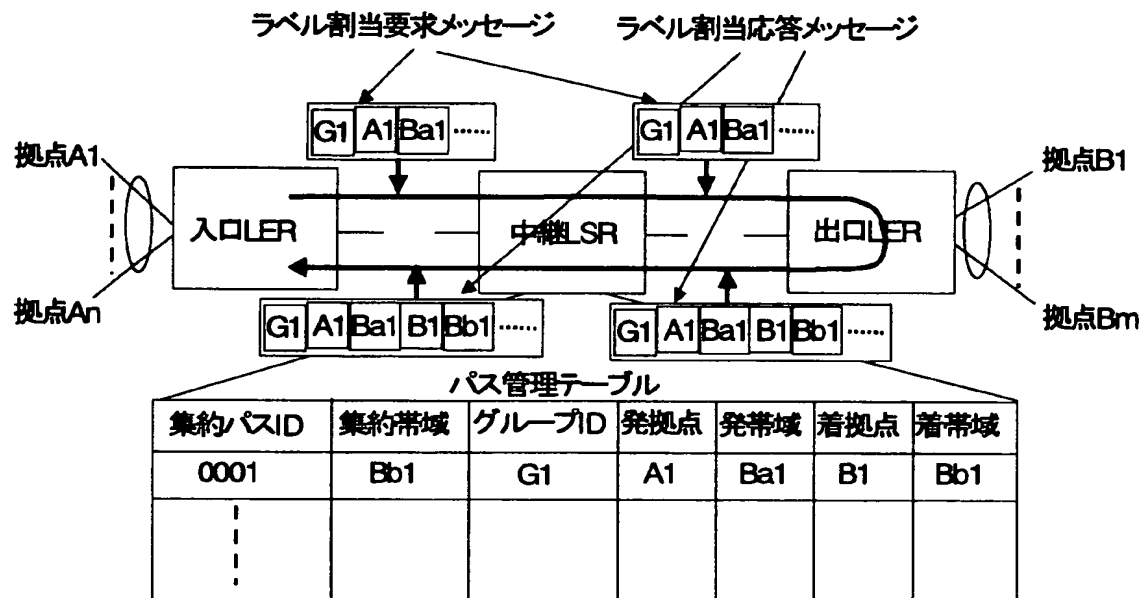 ラベル割当要求メッセージ ラベル割当応答メッセージ
G1 A1 Ba1 ……
G1 A1 Ba1 ……
拠点A1
拠点B1
入口LER
中継LSR
出口LER
拠点An
拠点Bm
G1 A1 Ba1 B1 Bb1 ……
G1 A1 Ba1 B1 Bb1 ……
パス管理テーブル
集約パスID 集約帯域 グループID 発拠点 発帯域 着拠点 着帯域
0001 Bb1 G1 A1 Ba1 B1 Bb1